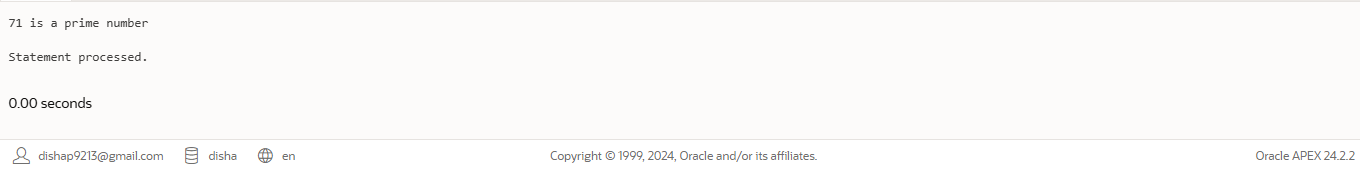 71 is a prime number
Statement processed.
0.00 seconds
dishap9213@gmail.com disha en Copyright © 1999, 2024, Oracle and/or its affiliates. Oracle APEX 24.2.2